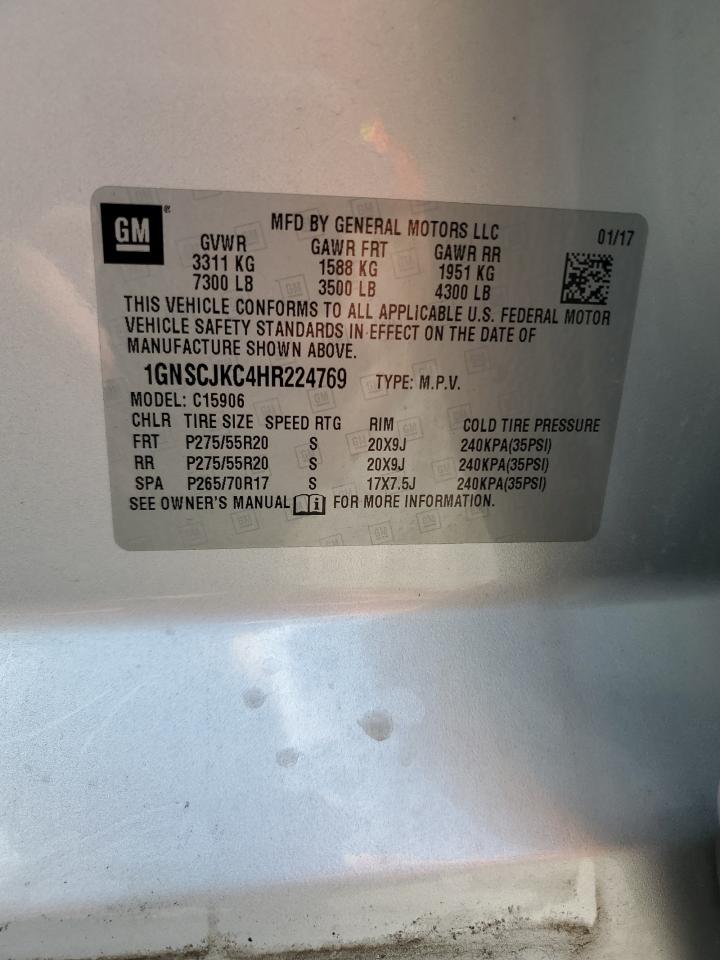 GM®
MFD BY GENERAL MOTORS LLC 01/17
GVWR GAWR FRT GAWR RR
3311 KG 1588 KG 1951 KG
7300 LB 3500 LB 4300 LB
THIS VEHICLE CONFORMS TO ALL APPLICABLE U.S. FEDERAL MOTOR
VEHICLE SAFETY STANDARDS IN EFFECT ON THE DATE OF
MANUFACTURE SHOWN ABOVE.
1GNSCJKC4HR224769 TYPE: M.P.V.
MODEL: C15906
CHLR TIRE SIZE SPEED RTG RIM COLD TIRE PRESSURE
FRT P275/55R20 S 20X9J 240KPA(35PSI)
RR P275/55R20 S 20X9J 240KPA(35PSI)
SPA P265/70R17 S 17X7.5J 240KPA(35PSI)
SEE OWNER'S MANUAL FOR MORE INFORMATION.